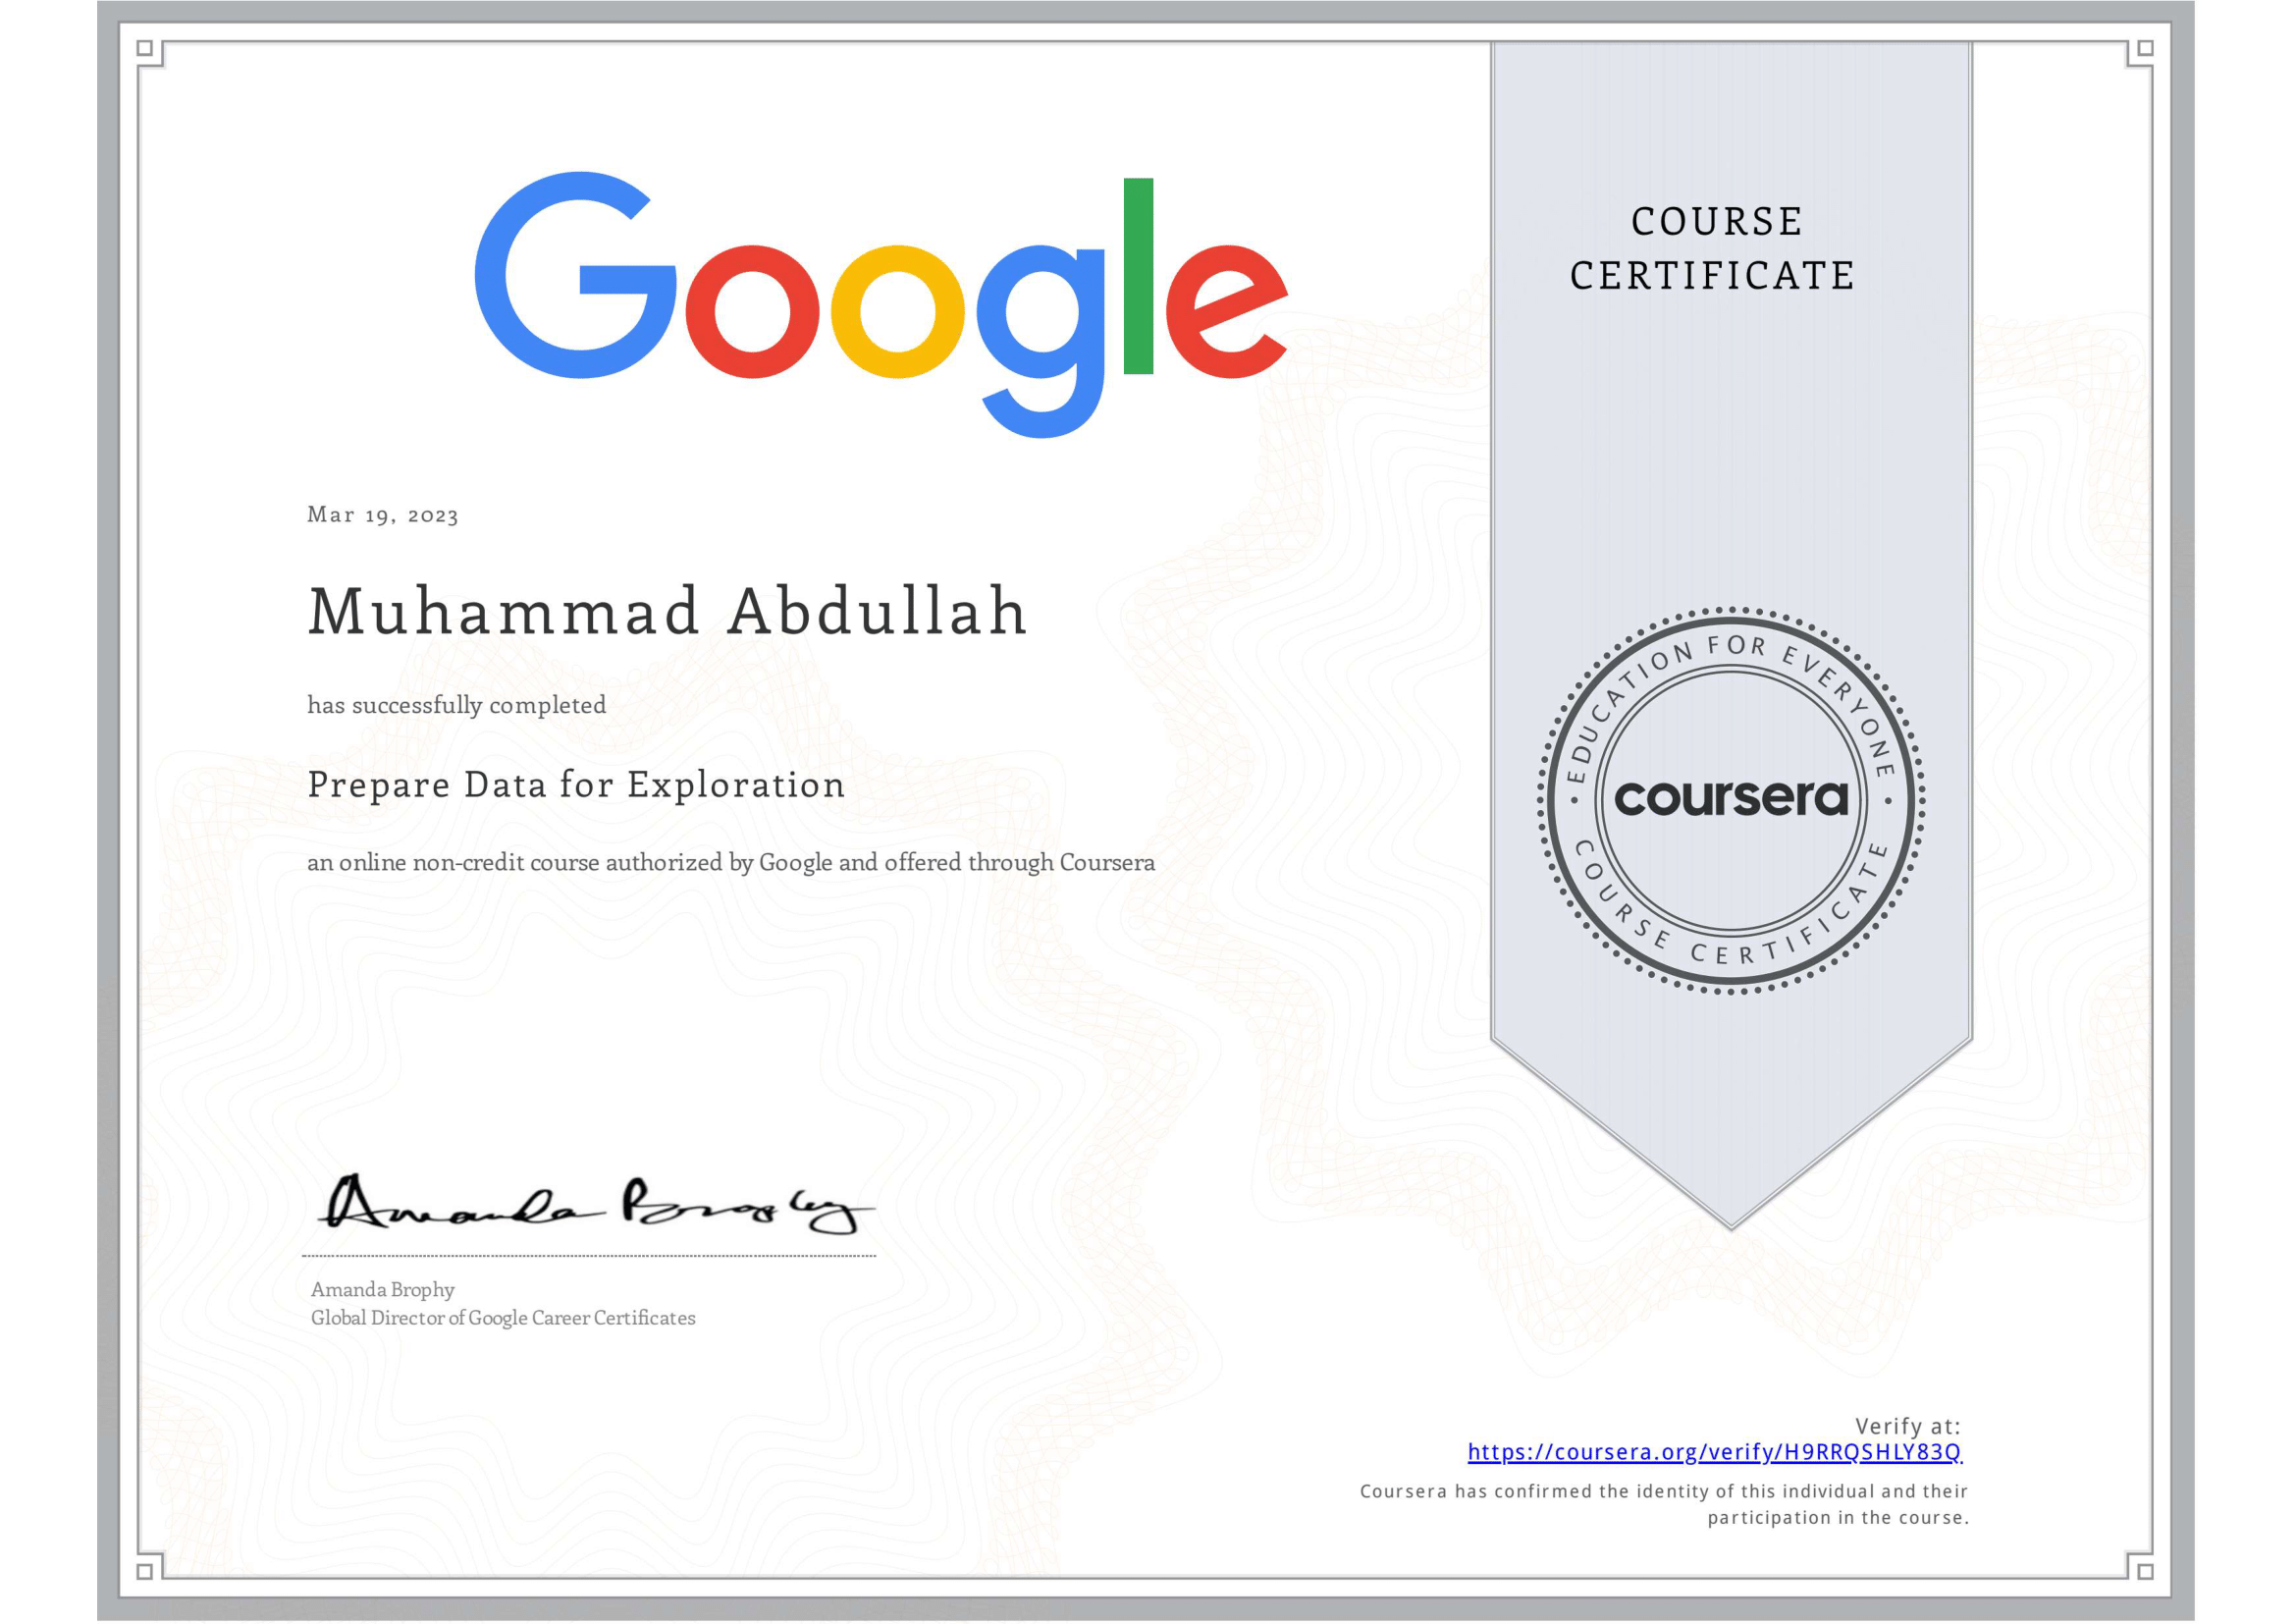 Google
COURSE
CERTIFICATE
Mar 19, 2023
Muhammad Abdullah
has successfully completed
Prepare Data for Exploration
an online non-credit course authorized by Google and offered through Coursera
EDUCATION FOR EVERYONE
coursera
COURSE CERTIFICATE
Amanda Brophy
Amanda Brophy
Global Director of Google Career Certificates
Verify at:
https://coursera.org/verify/H9RRQSHLY83Q
Coursera has confirmed the identity of this individual and their
participation in the course.